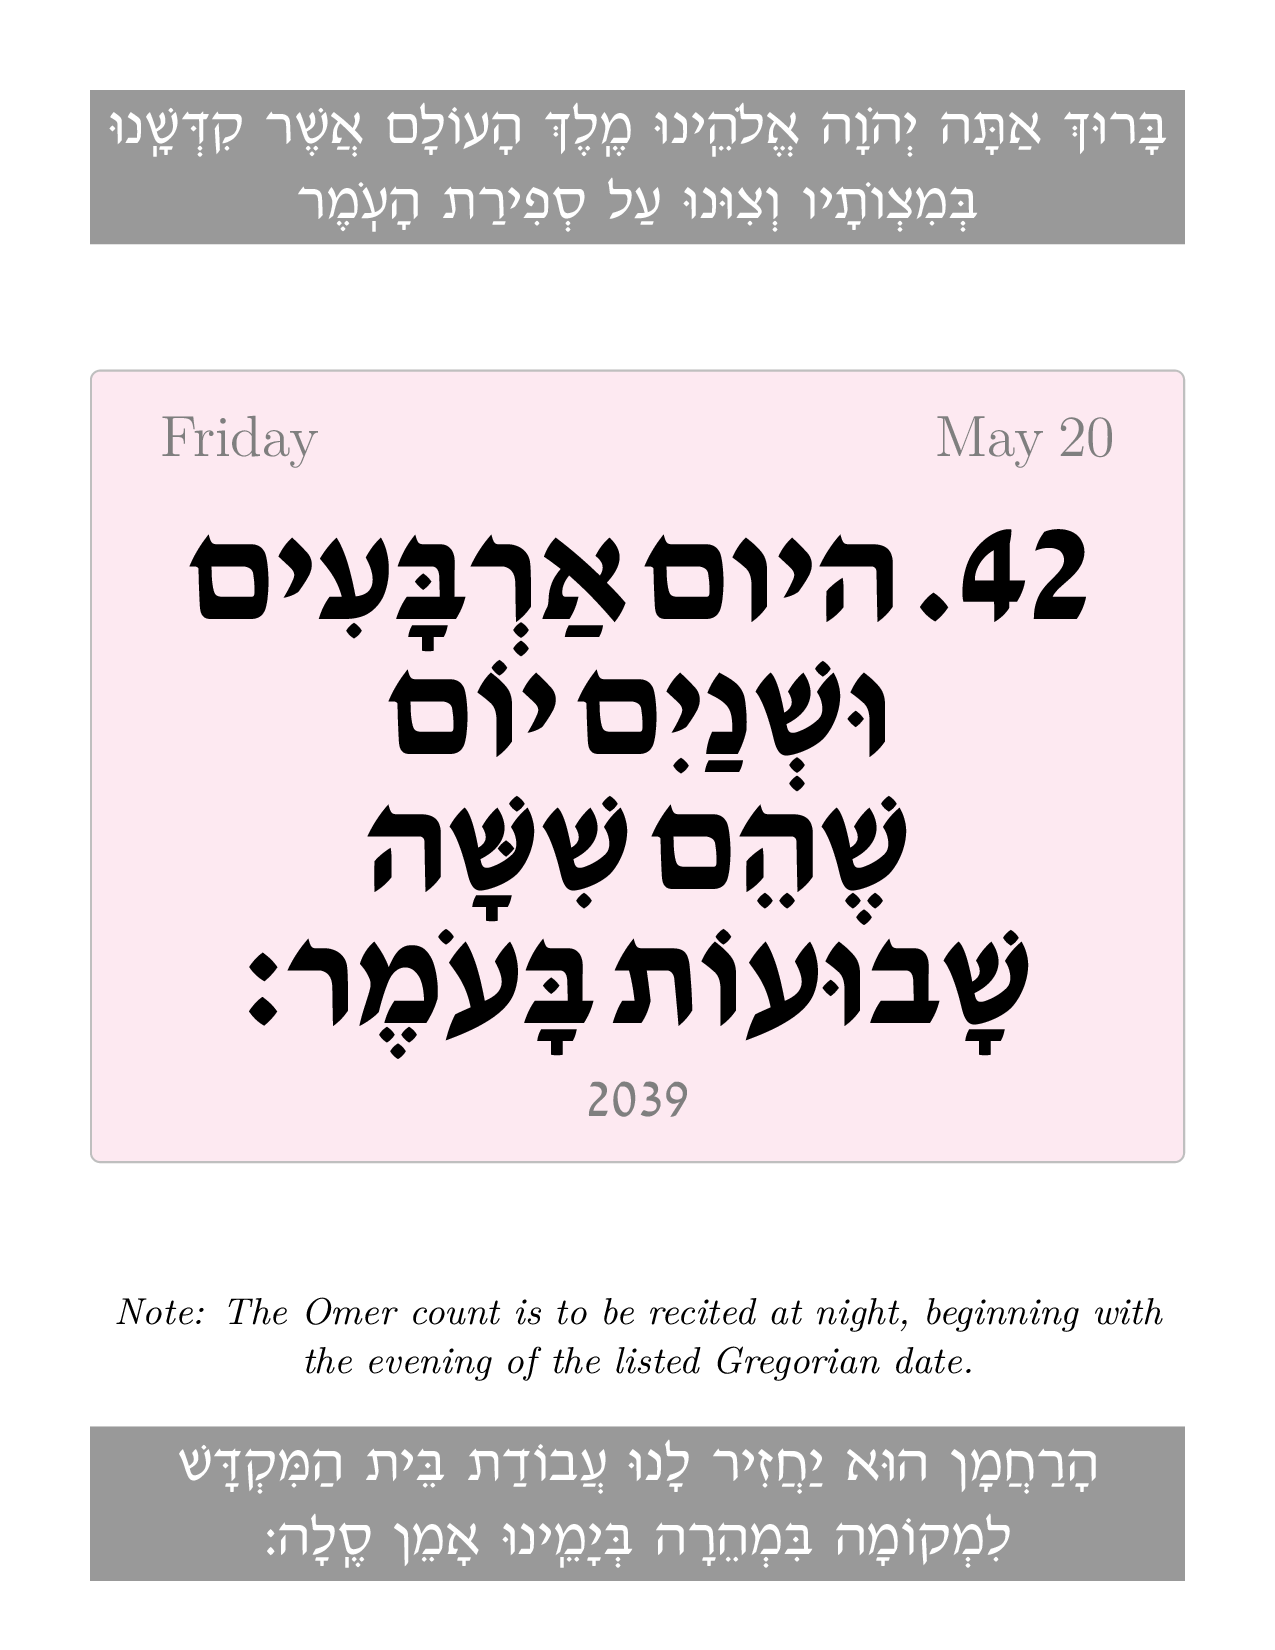 בָּרוּךְ אַתָּה יְהֹוָה אֱלֹהֵֽינוּ מֶֽלֶךְ הָעוֹלָם אֲשֶׁר קִדְּשָֽׁנוּ
בְּמִצְוֹתָיו וְצִוּנוּ עַל סְפִירַת הָעֽוֹמֶר
Friday May 20
42. היום אַרְבָּעִים
וּשְׁנַיִם יוֹם
שֶׁהֵם שִׁשָּׁה
שָׁבוּעוֹת בָּעֹמֶר:
2039
Note: The Omer count is to be recited at night, beginning with
the evening of the listed Gregorian date.
הָרַחֲמָן הוּא יַחֲזִיר לָנוּ עֲבוֹדַת בֵּית הַמִּקְדָּשׁ
לִמְקוֹמָהּ בִּמְהֵרָה בְּיָמֵֽינוּ אָמֵן סֶֽלָה: